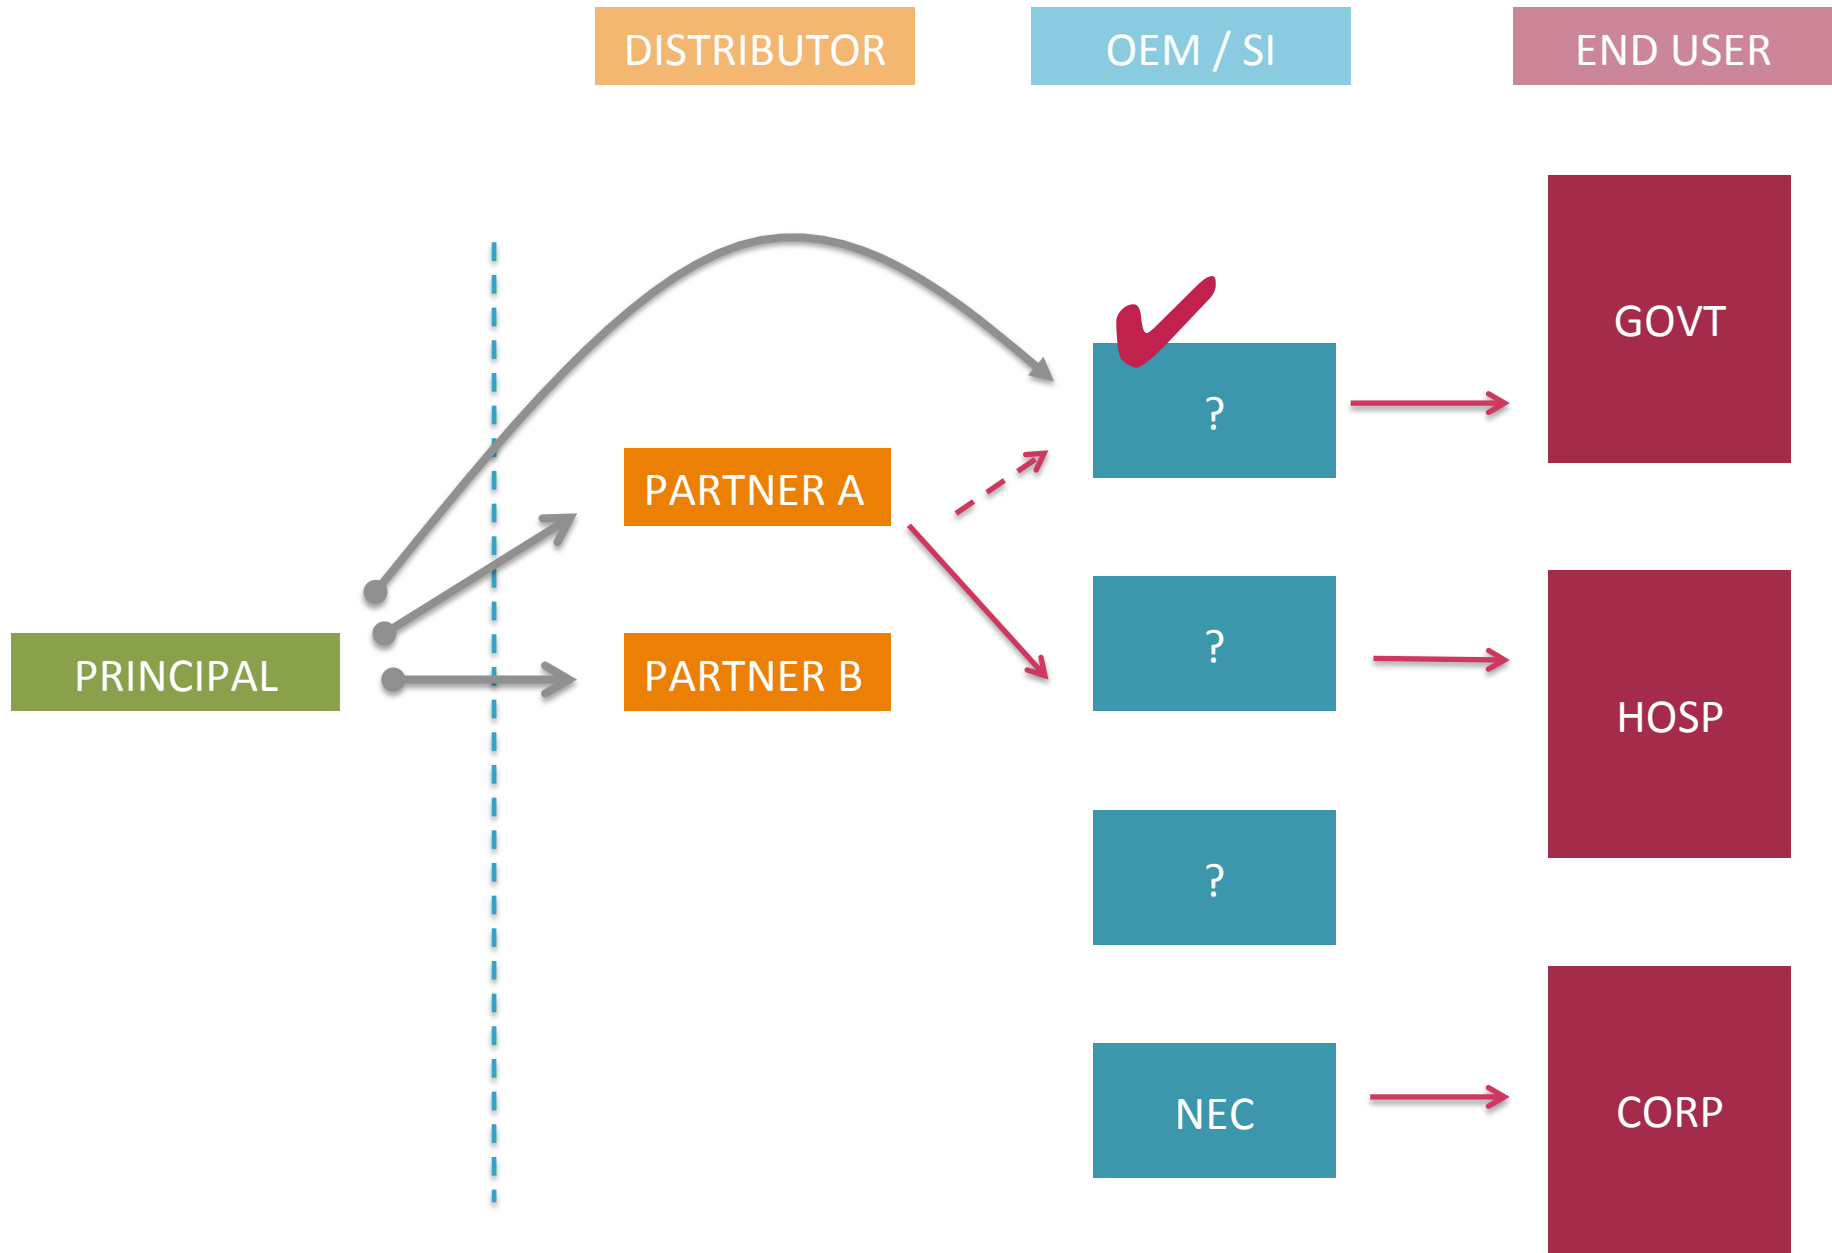 DISTRIBUTOR
OEM / SI
END USER
GOVT
?
PARTNER A
?
PRINCIPAL
PARTNER B
HOSP
?
NEC
CORP